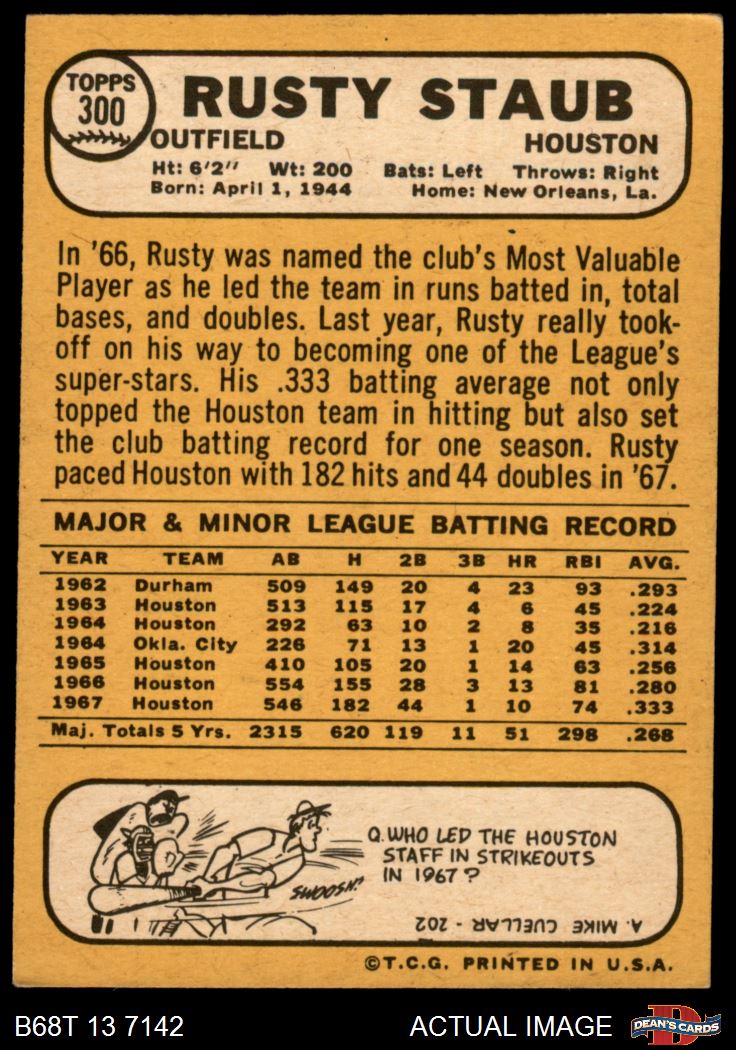 TOPPS
300
RUSTY STAUB
OUTFIELD HOUSTON
Ht: 6'2" Wt: 200 Bats: Left Throws: Right
Born: April 1, 1944 Home: New Orleans, La.
In '66, Rusty was named the club's Most Valuable
Player as he led the team in runs batted in, total
bases, and doubles. Last year, Rusty really took-
off on his way to becoming one of the League's
super-stars. His .333 batting average not only
topped the Houston team in hitting but also set
the club batting record for one season. Rusty
paced Houston with 182 hits and 44 doubles in '67.
MAJOR & MINOR LEAGUE BATTING RECORD
YEAR TEAM AB H 2B 3B HR RBI AVG.
1962 Durham 509 149 20 4 23 93 .293
1963 Houston 513 115 17 4 6 45 .224
1964 Houston 292 63 10 2 8 35 .216
1964 Okla. City 226 71 13 1 20 45 .314
1965 Houston 410 105 20 1 14 63 .256
1966 Houston 554 155 28 3 13 81 .280
1967 Houston 546 182 44 1 10 74 .333
Maj. Totals 5 Yrs. 2315 620 119 11 51 298 .268
Q. WHO LED THE HOUSTON
STAFF IN STRIKEOUTS
IN 1967?
SWOOSH?
A. MIKE CUELLAR - 202
©T.C.G. PRINTED IN U.S.A.
B68T 13 7142 ACTUAL IMAGE DEAN'S CARDS